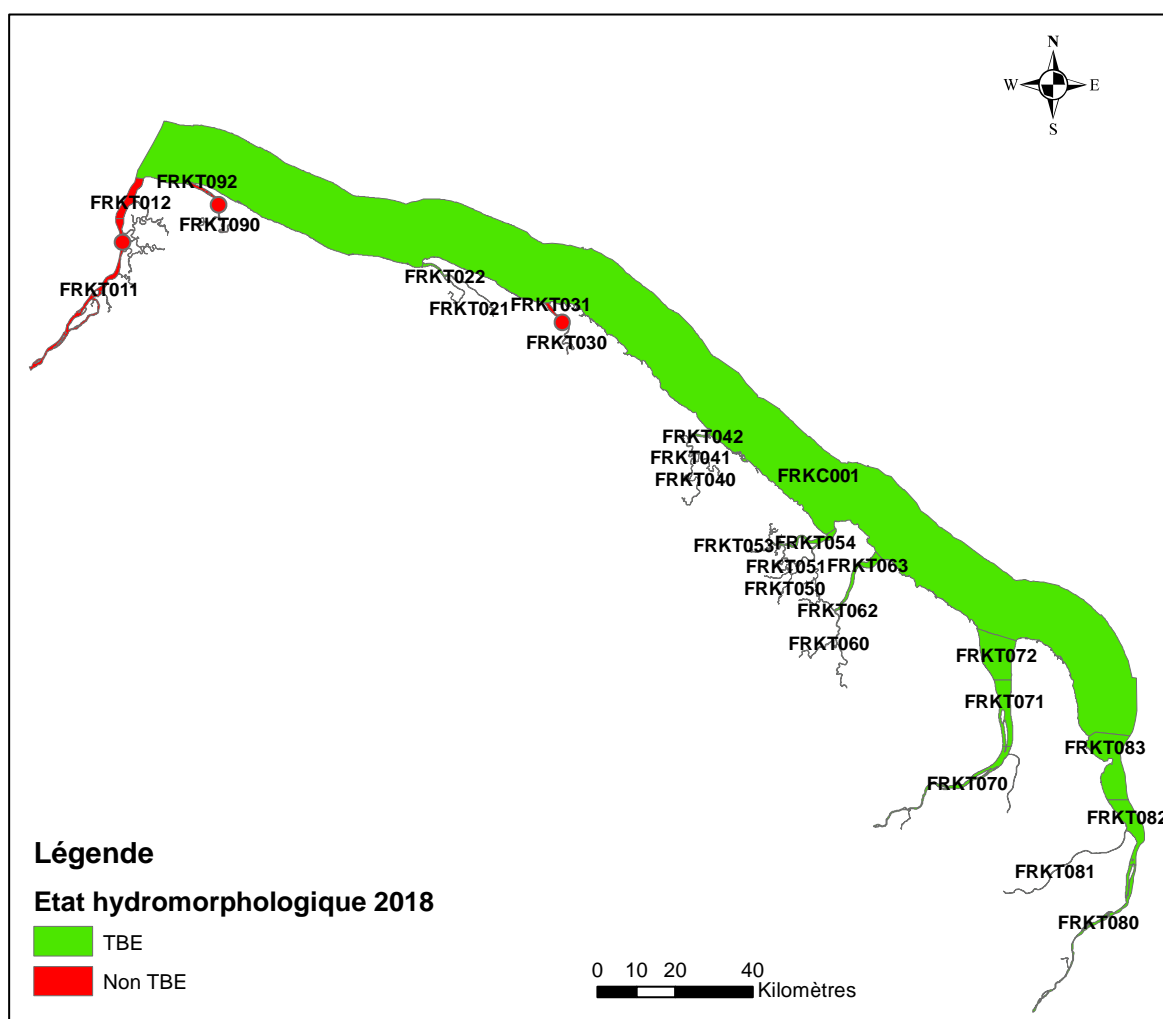 N
W E
S
FRKT092
FRKT012
FRKT090
FRKT011
FRKT022
FRKT021
FRKT031
FRKT030
FRKT042
FRKT041
FRKT040
FRKC001
FRKT053
FRKT054
FRKT051
FRKT063
FRKT050
FRKT062
FRKT060
FRKT072
FRKT071
FRKT083
FRKT070
FRKT082
FRKT081
FRKT080
Légende
Etat hydromorphologique 2018
TBE
Non TBE
0 10 20 40
Kilomètres